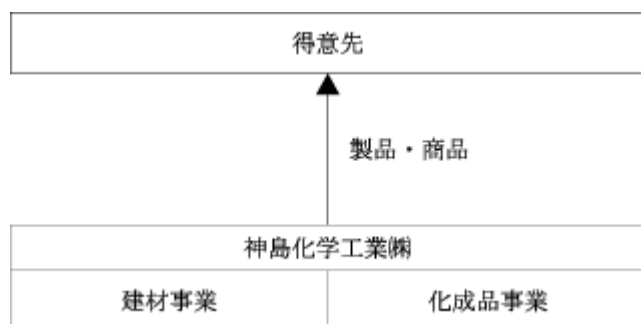 得意先
製品・商品
神島化学工業㈱
建材事業
化成品事業